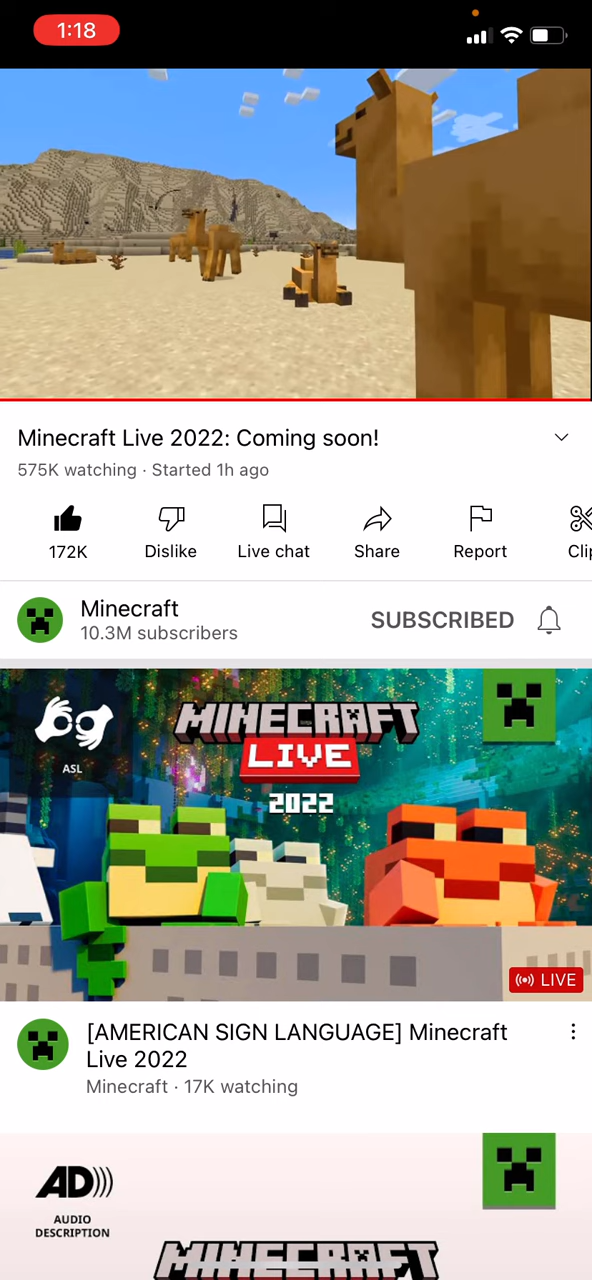 1:18
Minecraft Live 2022: Coming soon!
575K watching · Started 1h ago
172K
Dislike
Live chat
Share
Report
Clip
Minecraft
10.3M subscribers
SUBSCRIBED
ASL
MINECRAFT
LIVE
2022
LIVE
[AMERICAN SIGN LANGUAGE] Minecraft
Live 2022
Minecraft · 17K watching
AD
AUDIO
DESCRIPTION
MINECRAFT